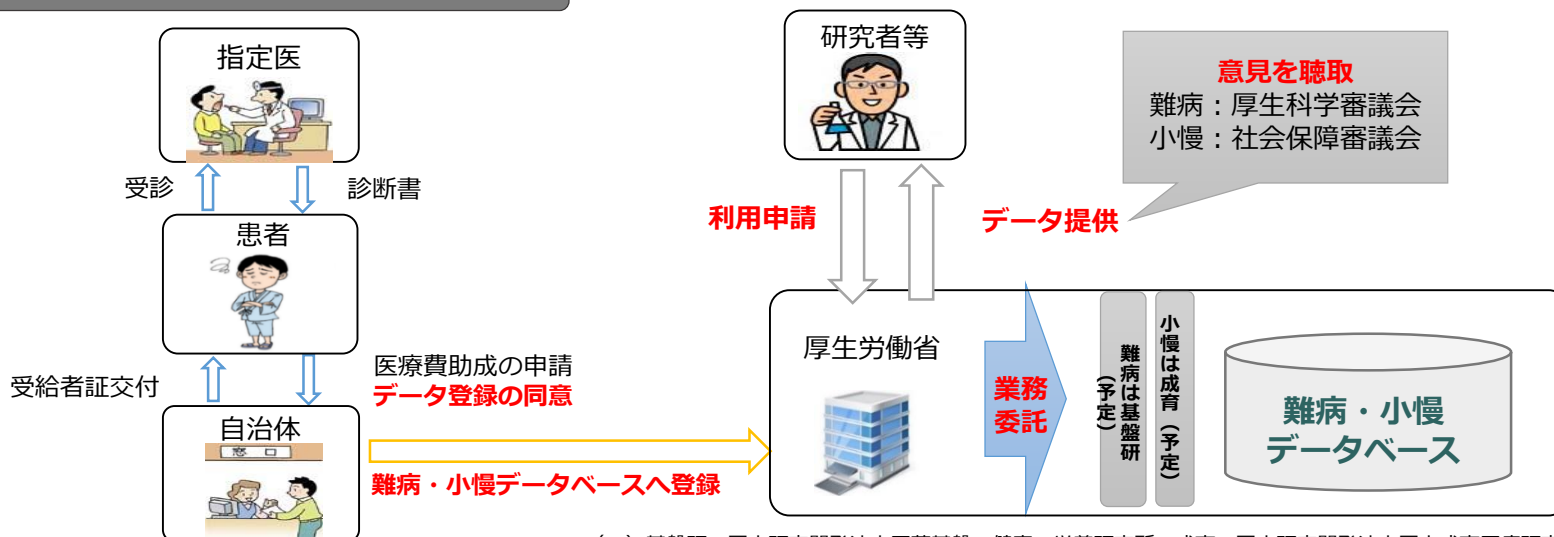 指定医
研究者等
意見を聴取
難病：厚生科学審議会
小慢：社会保障審議会
受診
診断書
利用申請
データ提供
患者
受給者証交付
医療費助成の申請
データ登録の同意
自治体
窓口
難病・小慢データベースへ登録
厚生労働省
業務
委託
難病は基盤研
（予定）
小慢は成育（予定）
難病・小慢
データベース